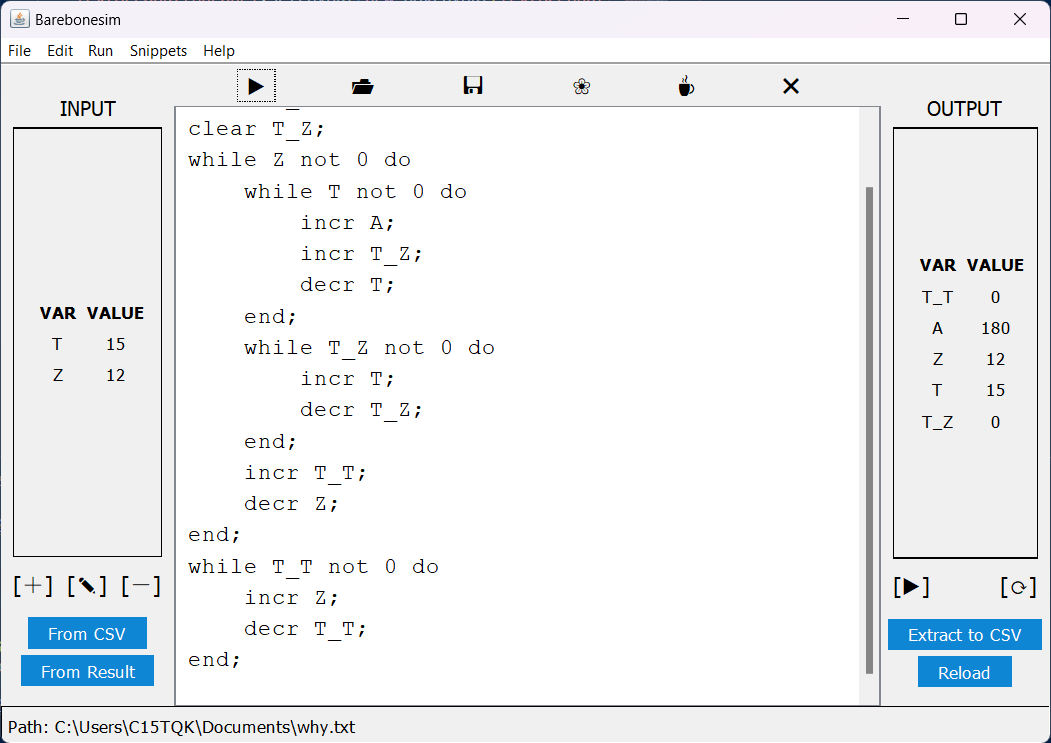 Barebonesim
File Edit Run Snippets Help
INPUT
VAR VALUE
T 15
Z 12
[+] [✎] [−]
From CSV
From Result
clear T_Z;
while Z not 0 do
    while T not 0 do
        incr A;
        incr T_Z;
        decr T;
    end;
    while T_Z not 0 do
        incr T;
        decr T_Z;
    end;
    incr T_T;
    decr Z;
end;
while T_T not 0 do
    incr Z;
    decr T_T;
end;
OUTPUT
VAR VALUE
T_T 0
A 180
Z 12
T 15
T_Z 0
[▶] [⟳]
Extract to CSV
Reload
Path: C:\Users\C15TQK\Documents\why.txt